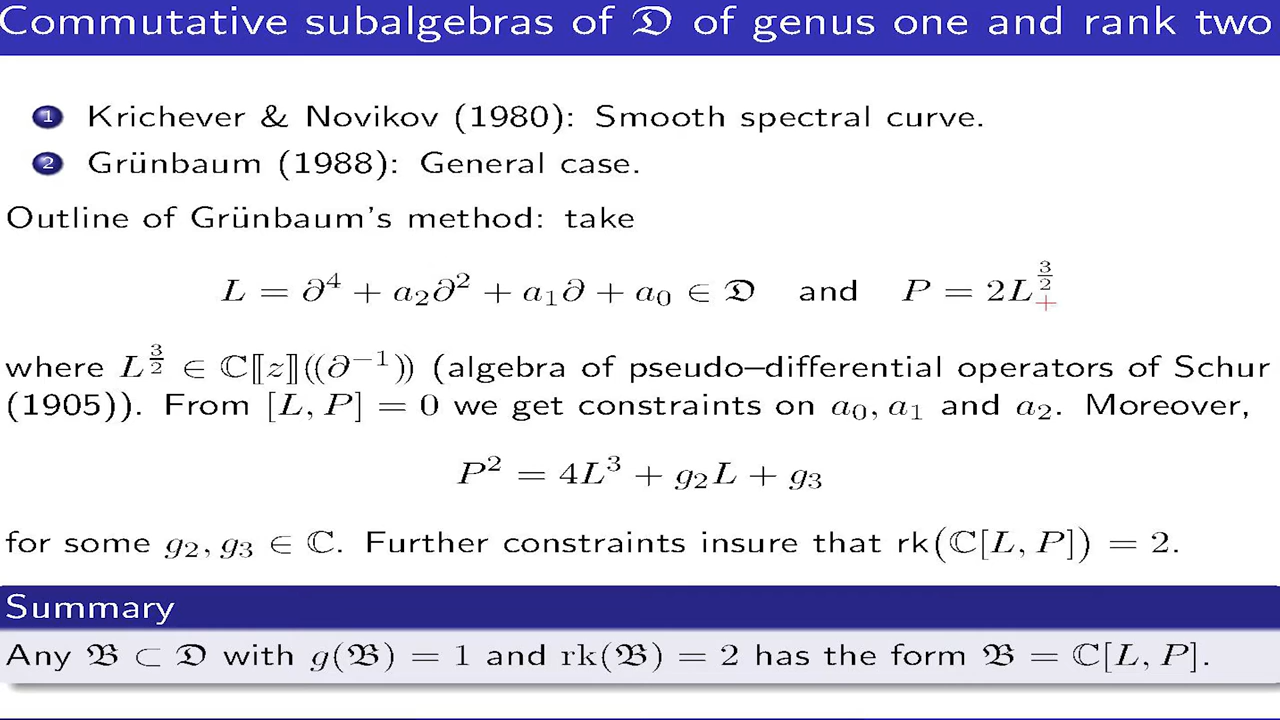 Commutative subalgebras of 𝔇 of genus one and rank two
1 Krichever & Novikov (1980): Smooth spectral curve.
2 Grünbaum (1988): General case.
Outline of Grünbaum's method: take
L = ∂⁴ + a₂∂² + a₁∂ + a₀ ∈ 𝔇 and P = 2L₊^{3/2}
where L^{3/2} ∈ ℂ⟦z⟧((∂⁻¹)) (algebra of pseudo–differential operators of Schur
(1905)). From [L, P] = 0 we get constraints on a₀, a₁ and a₂. Moreover,
P² = 4L³ + g₂L + g₃
for some g₂, g₃ ∈ ℂ. Further constraints insure that rk(ℂ[L, P]) = 2.
Summary
Any 𝔅 ⊂ 𝔇 with g(𝔅) = 1 and rk(𝔅) = 2 has the form 𝔅 = ℂ[L, P].